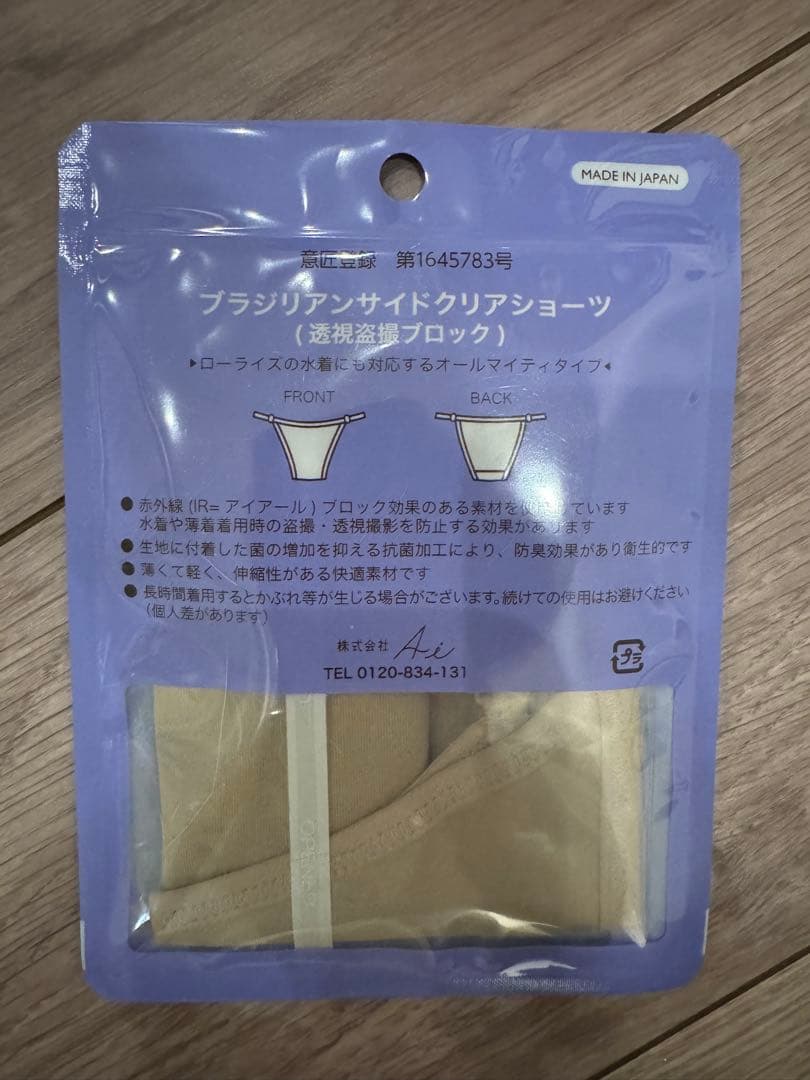 MADE IN JAPAN
意匠登録 第1645783号
ブラジリアンサイドクリアショーツ
(透視盗撮ブロック)
▶ローライズの水着にも対応するオールマイティタイプ◀
FRONT BACK
● 赤外線 (IR= アイアール) ブロック効果のある素材を使用しています
水着や薄着着用時の盗撮・透視撮影を防止する効果があります
● 生地に付着した菌の増加を抑える抗菌加工により、防臭効果があり衛生的です
● 薄くて軽く、伸縮性がある快適素材です
● 長時間着用するとかぶれ等が生じる場合がございます。続けての使用はお避けください
(個人差があります)
株式会社 Ai
プラ
TEL 0120-834-131